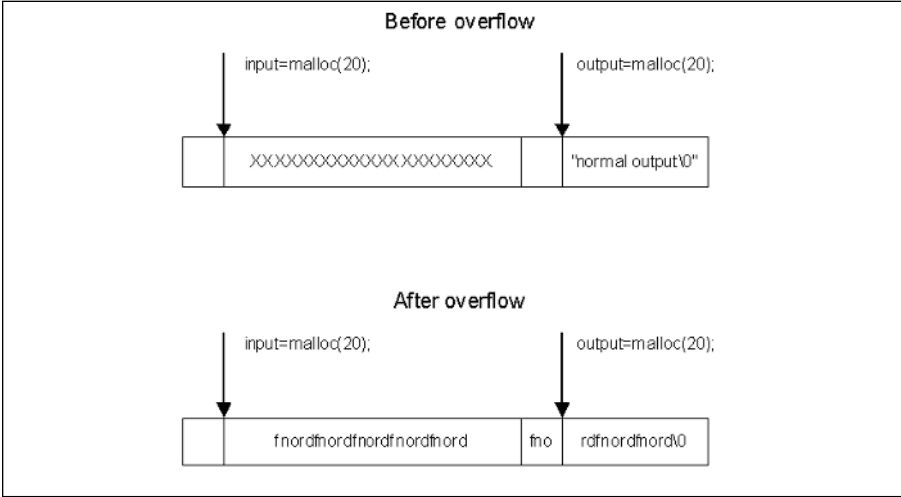 Before overflow
input=malloc(20);
output=malloc(20);
XXXXXXXXXXXXXXXXXXXXX
"normal output\0"
After overflow
input=malloc(20);
output=malloc(20);
fnordfnordfnordfnordfnord
fno
rdfnordfnord\0